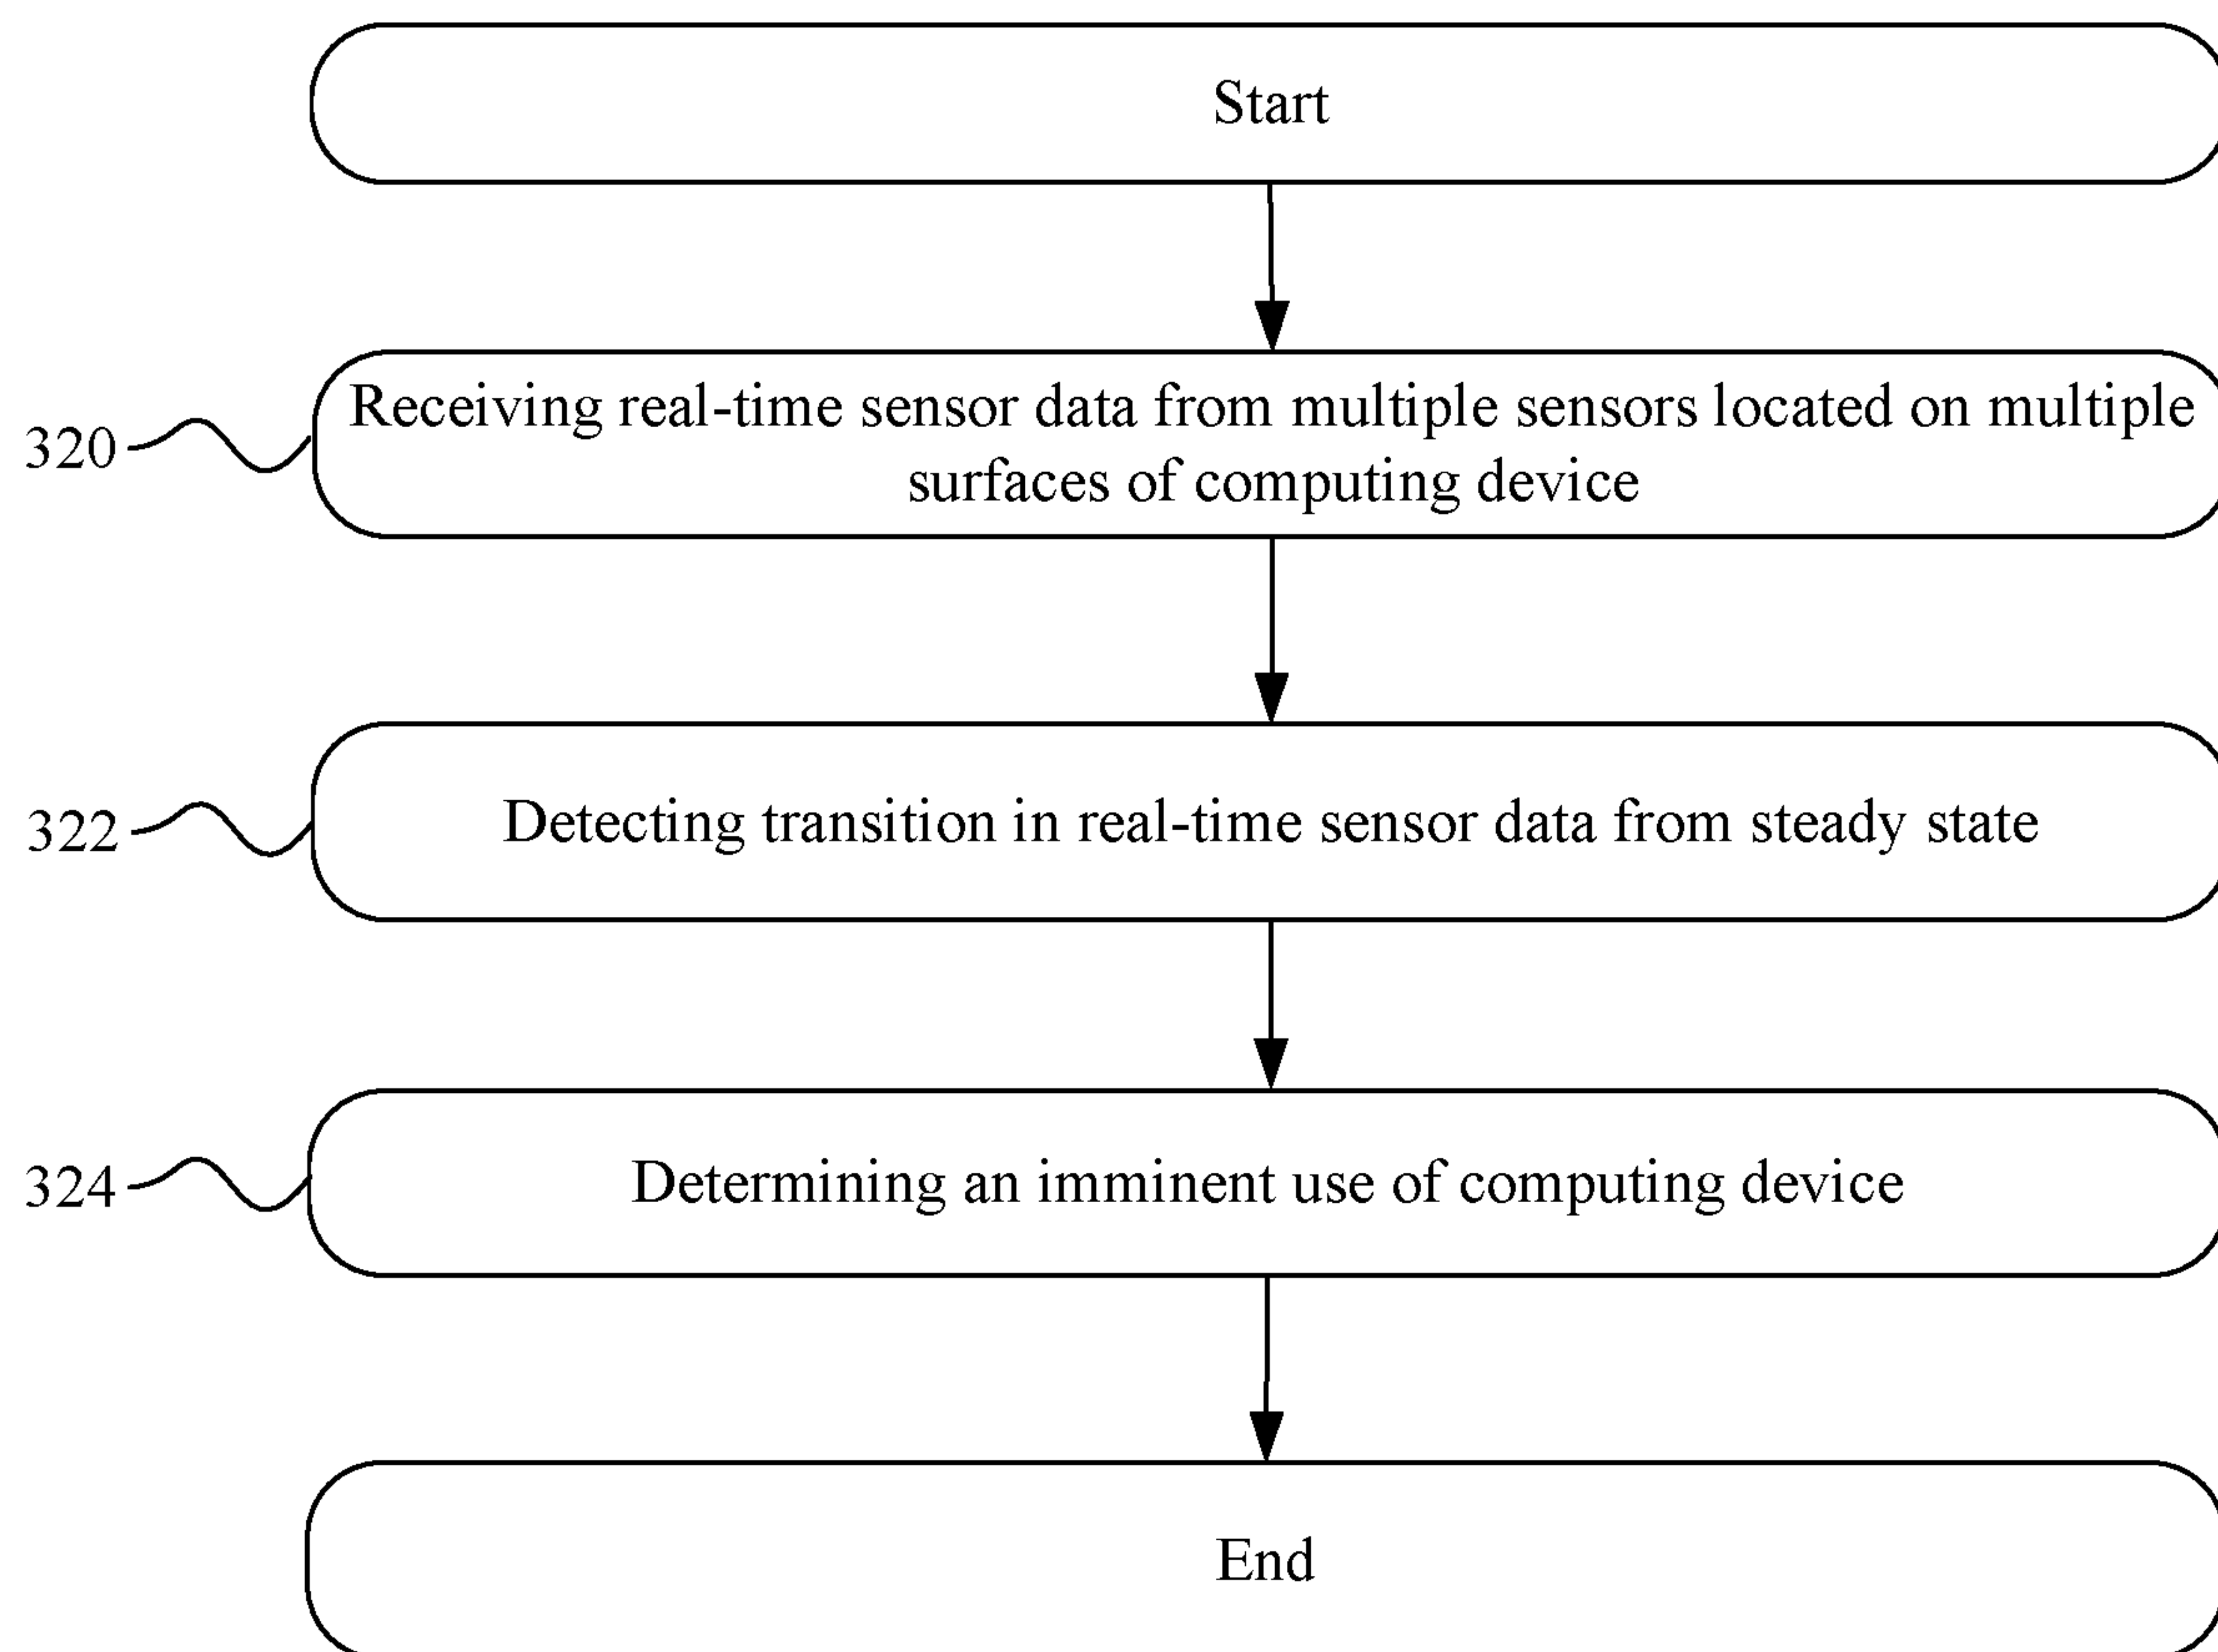 Start
320
Receiving real-time sensor data from multiple sensors located on multiple
surfaces of computing device
322
Detecting transition in real-time sensor data from steady state
324
Determining an imminent use of computing device
End